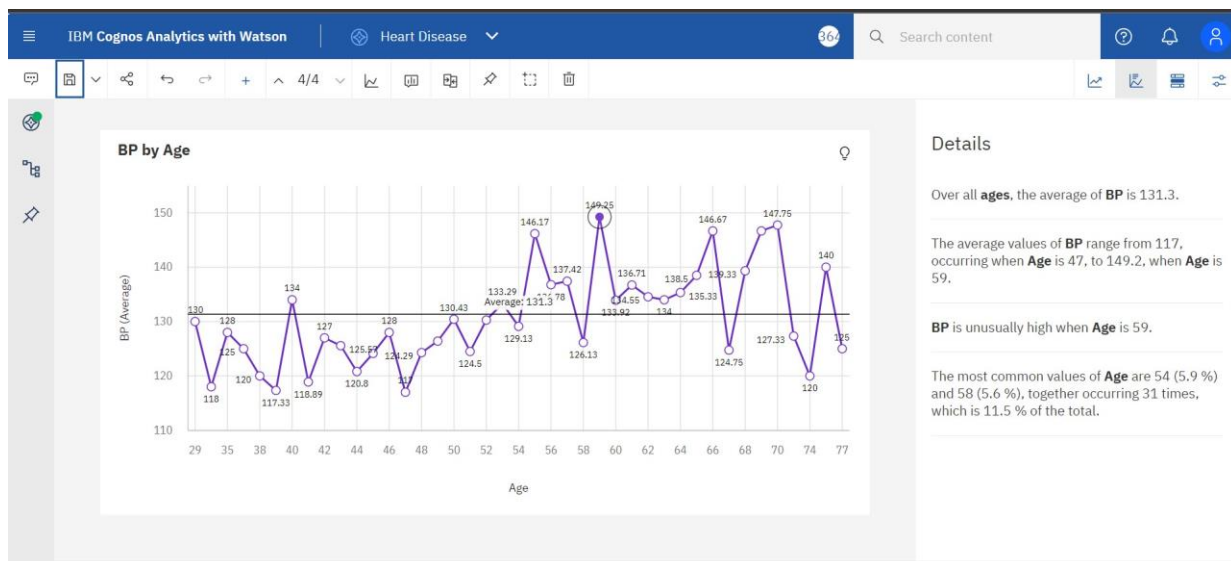 IBM Cognos Analytics with Watson
Heart Disease
364
Search content
4/4
BP by Age
BP (Average)
150
140
130
120
110
130
118
128
125
120
117.33
134
118.89
127
125.57
120.8
128
124.29
117
130.43
124.5
133.29
Average: 131.3
129.13
146.17
137.42
126.13
149.25
133.92
136.71
134.55
134
138.5
135.33
146.67
139.33
124.75
147.75
127.33
120
140
125
29 35 38 40 42 44 46 48 50 52 54 56 58 60 62 64 66 68 70 74 77
Age
Details
Over all ages, the average of BP is 131.3.
The average values of BP range from 117,
occurring when Age is 47, to 149.2, when Age is
59.
BP is unusually high when Age is 59.
The most common values of Age are 54 (5.9 %)
and 58 (5.6 %), together occurring 31 times,
which is 11.5 % of the total.